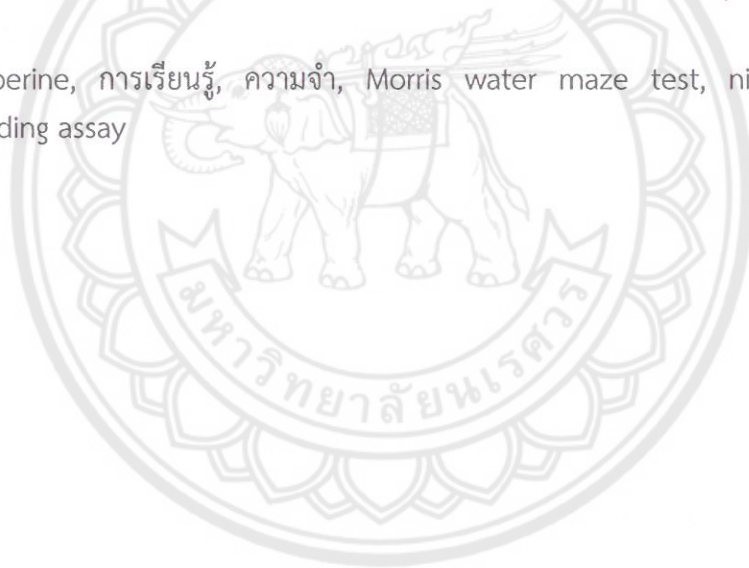 perine, การเรียนรู้, ความจำ, Morris water maze test, ni
ding assay
มหาวิทยาลัยนเรศวร